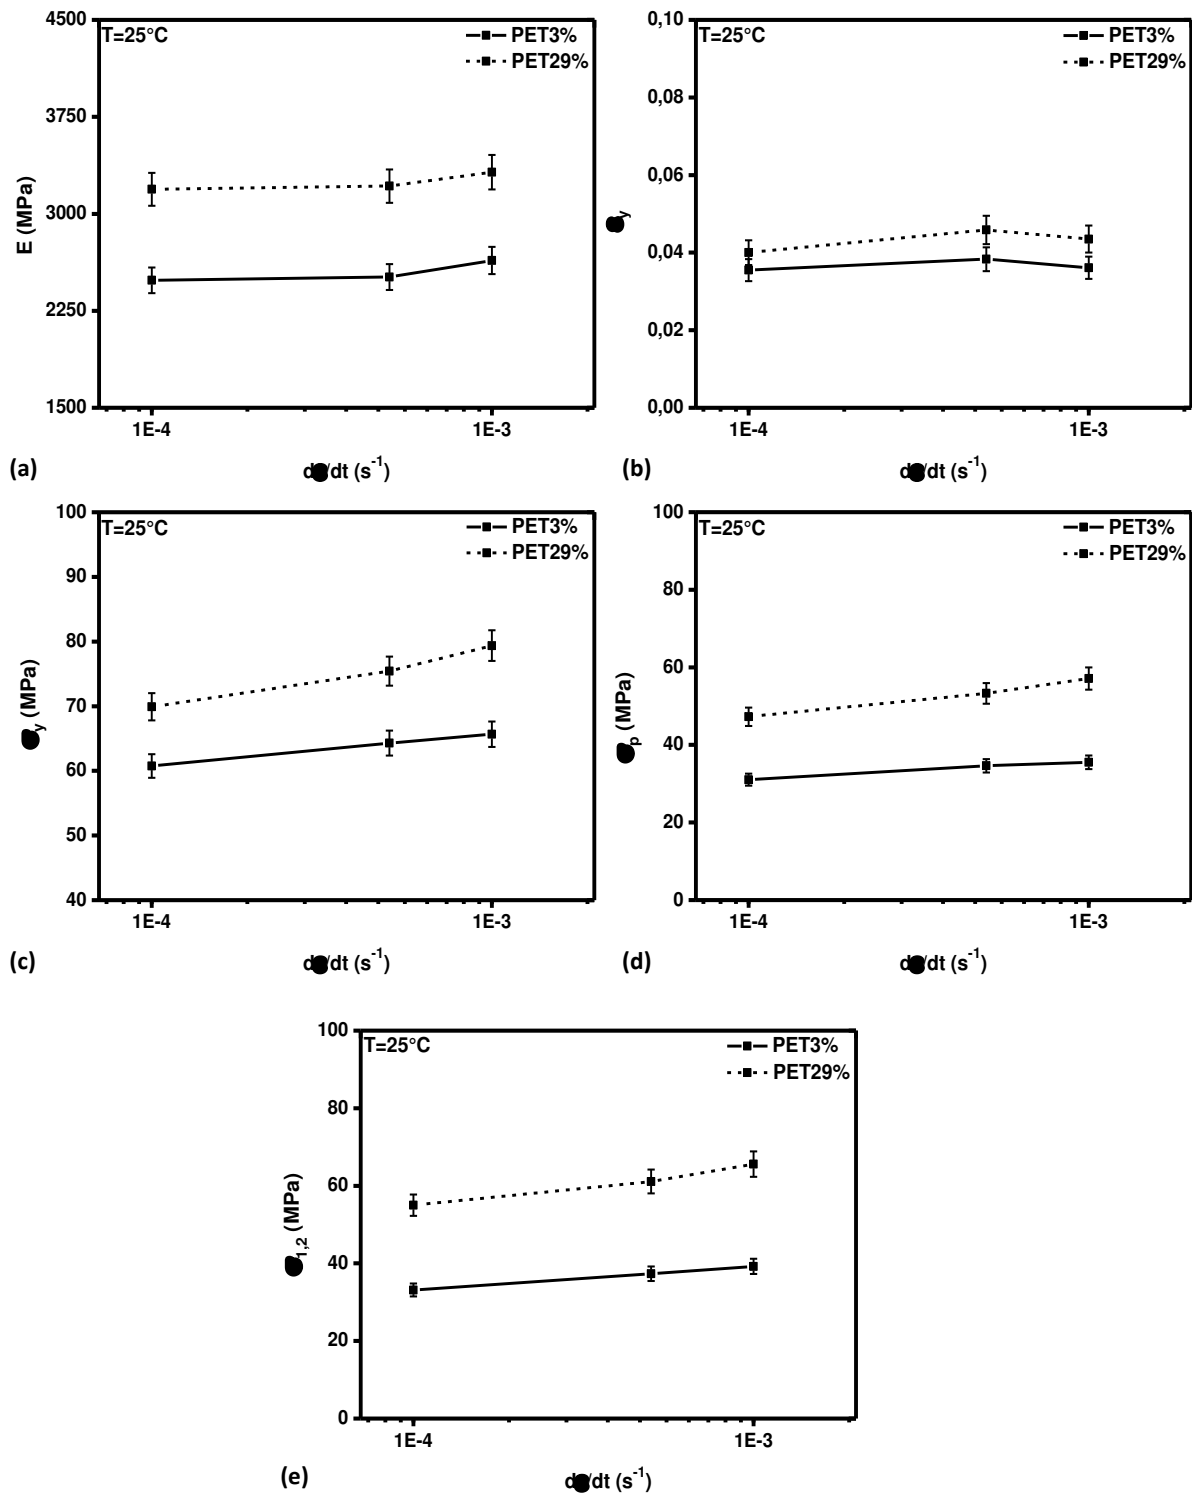 T=25°C
PET3%
PET29%
4500
3750
3000
2250
1500
E (MPa)
1E-4
1E-3
/dt (s-1)
(a)
T=25°C
PET3%
PET29%
0,10
0,08
0,06
0,04
0,02
0,00
y
1E-4
1E-3
/dt (s-1)
(b)
T=25°C
PET3%
PET29%
100
90
80
70
60
50
40
y (MPa)
1E-4
1E-3
/dt (s-1)
(c)
T=25°C
PET3%
PET29%
100
80
60
40
20
0
p (MPa)
1E-4
1E-3
/dt (s-1)
(d)
T=25°C
PET3%
PET29%
100
80
60
40
20
0
1,2 (MPa)
1E-4
1E-3
/dt (s-1)
(e)